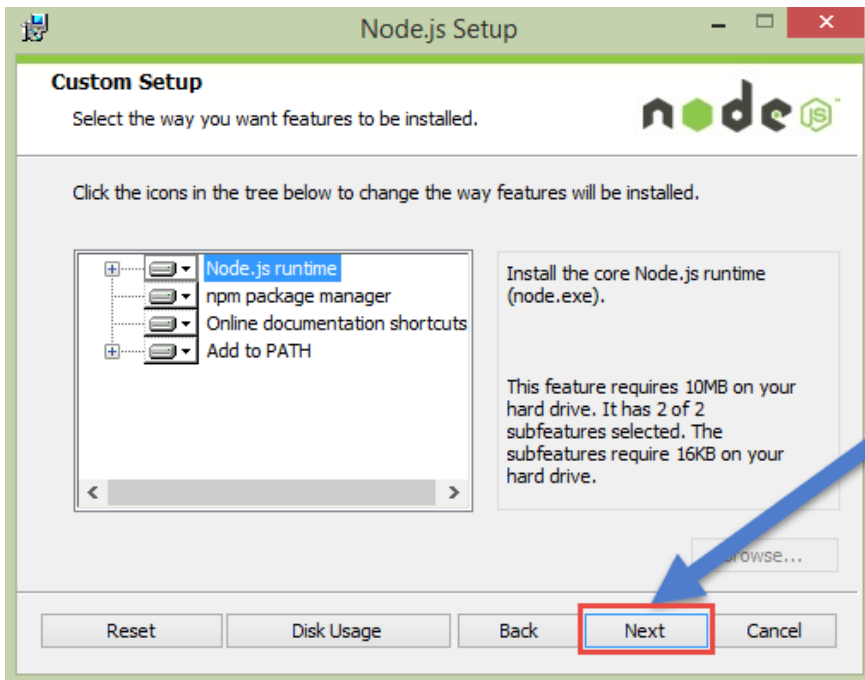 Node.js Setup
Custom Setup
Select the way you want features to be installed.
node
JS
Click the icons in the tree below to change the way features will be installed.
Node.js runtime
npm package manager
Online documentation shortcuts
Add to PATH
Install the core Node.js runtime
(node.exe).
This feature requires 10MB on your
hard drive. It has 2 of 2
subfeatures selected. The
subfeatures require 16KB on your
hard drive.
Browse...
Reset
Disk Usage
Back
Next
Cancel